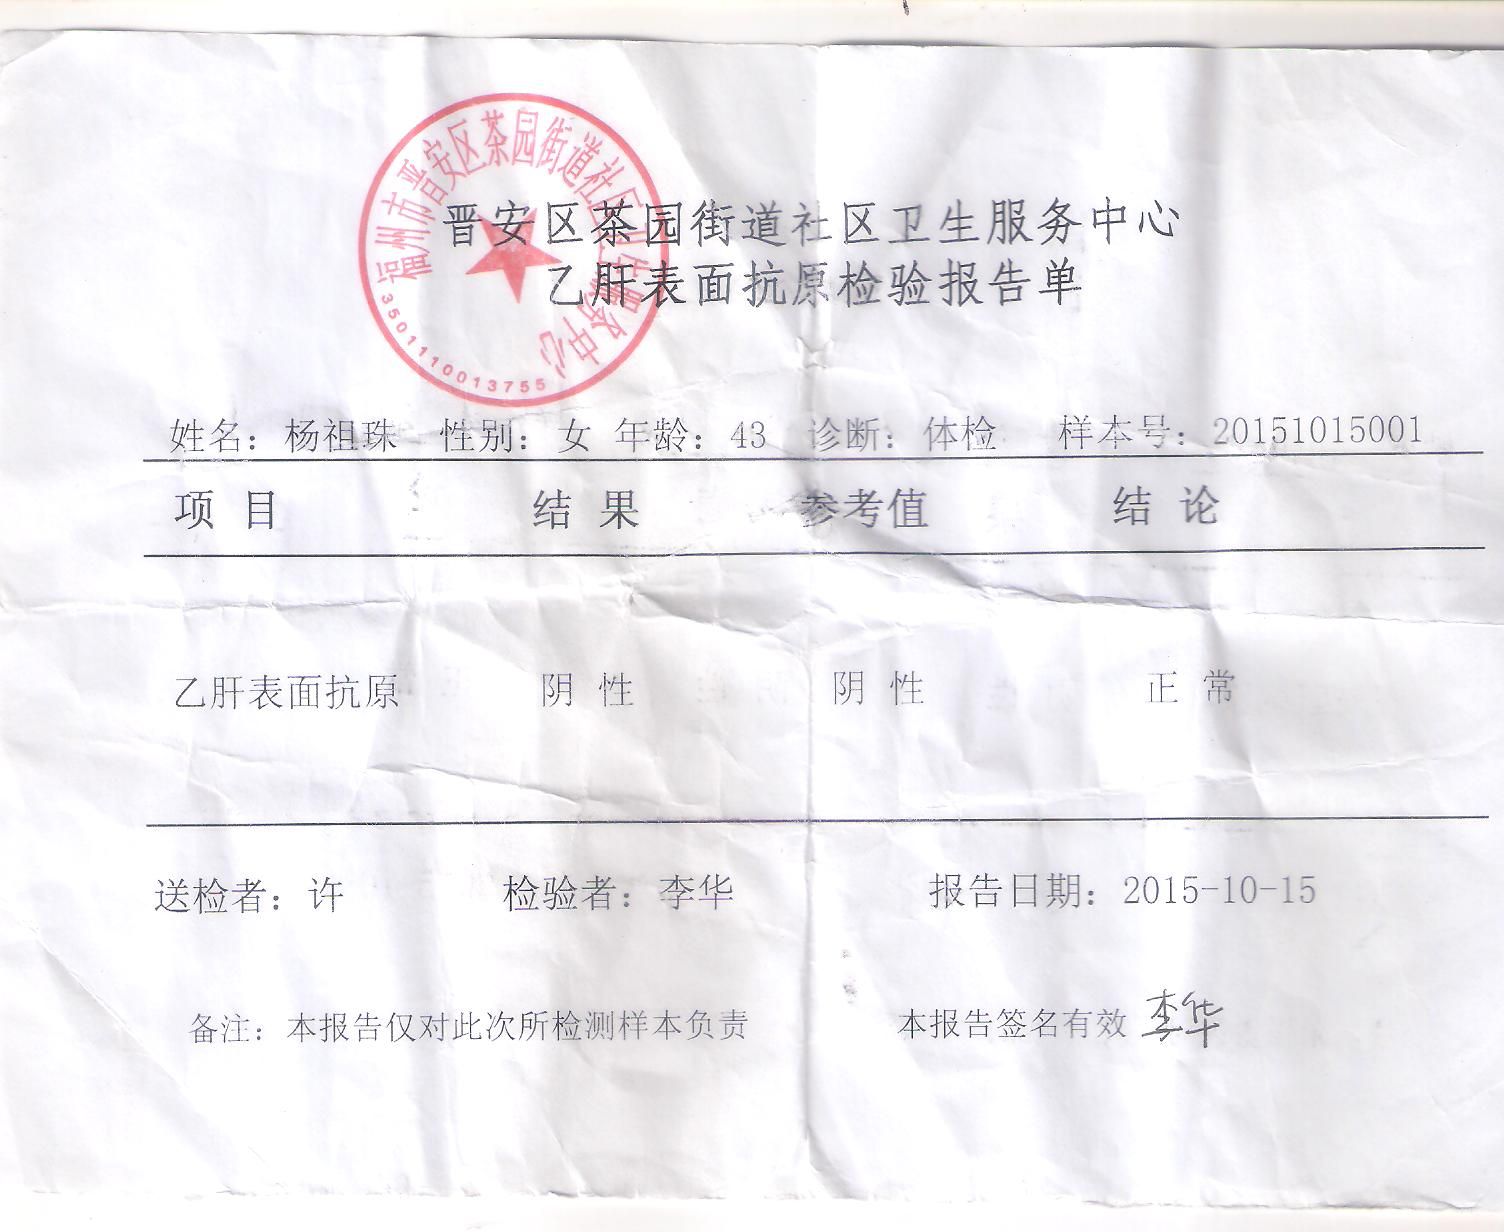 福州市晋安区茶园街道社区卫生服务中心
3501110013755
晋安区茶园街道社区卫生服务中心
乙肝表面抗原检验报告单
姓名：杨祖珠 性别：女 年龄：43 诊断：体检 样本号：20151015001
项 目 结 果 参考值 结 论
乙肝表面抗原 阴 性 阴 性 正 常
送检者：许 检验者：李华 报告日期：2015-10-15
备注：本报告仅对此次所检测样本负责 本报告签名有效 李华